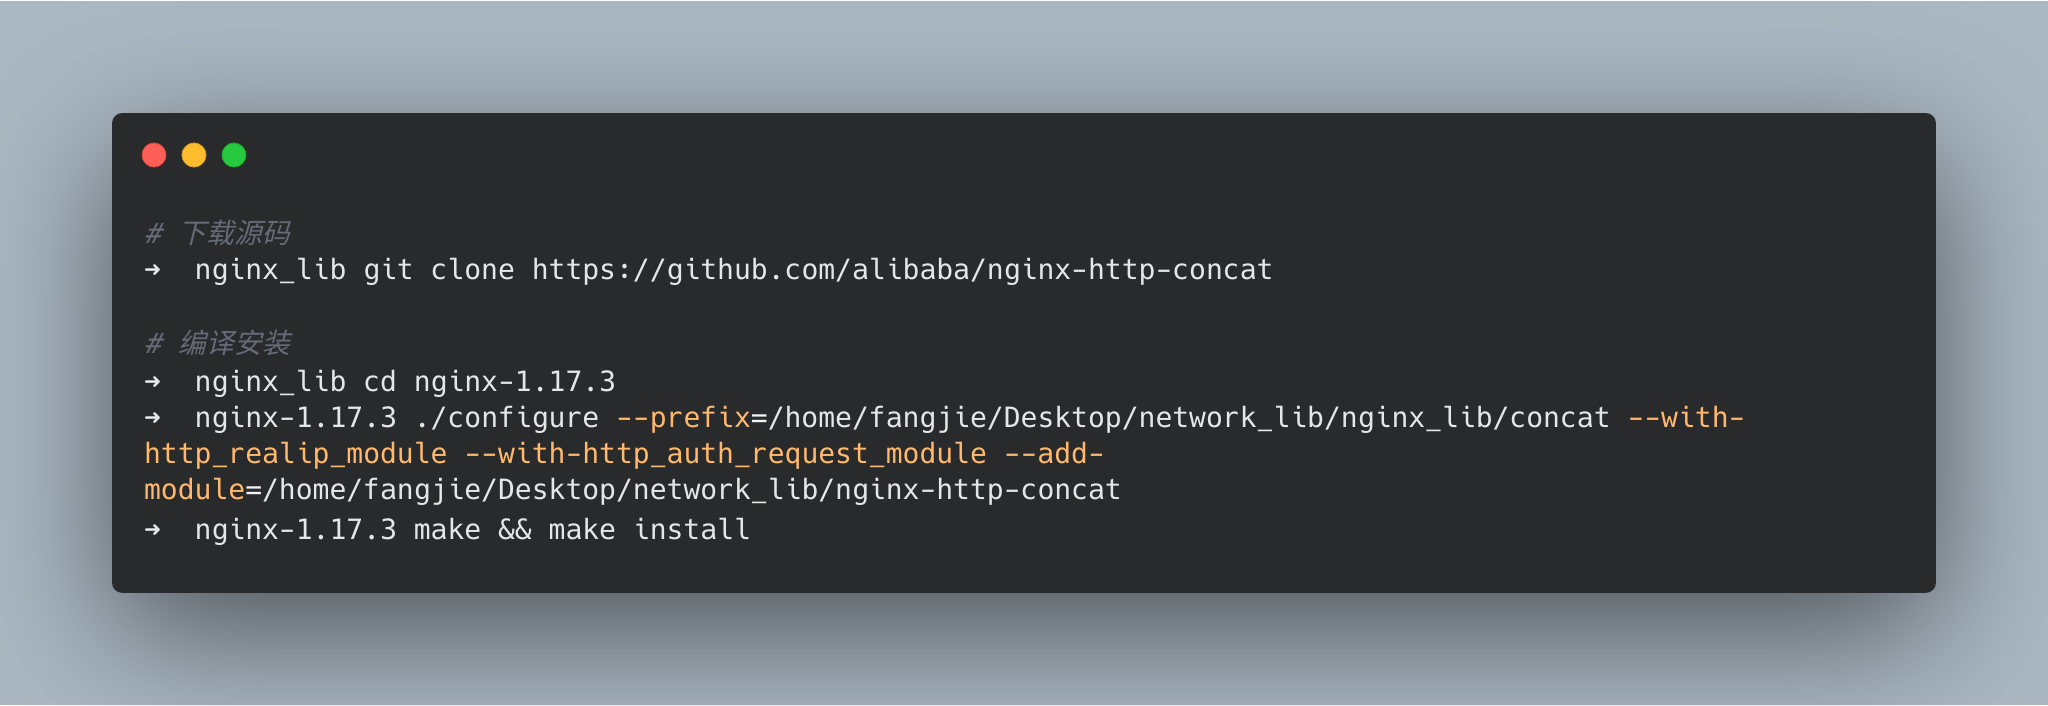 # 下载源码
➜  nginx_lib git clone https://github.com/alibaba/nginx-http-concat
# 编译安装
➜  nginx_lib cd nginx-1.17.3
➜  nginx-1.17.3 ./configure --prefix=/home/fangjie/Desktop/network_lib/nginx_lib/concat --with-
http_realip_module --with-http_auth_request_module --add-
module=/home/fangjie/Desktop/network_lib/nginx-http-concat
➜  nginx-1.17.3 make && make install